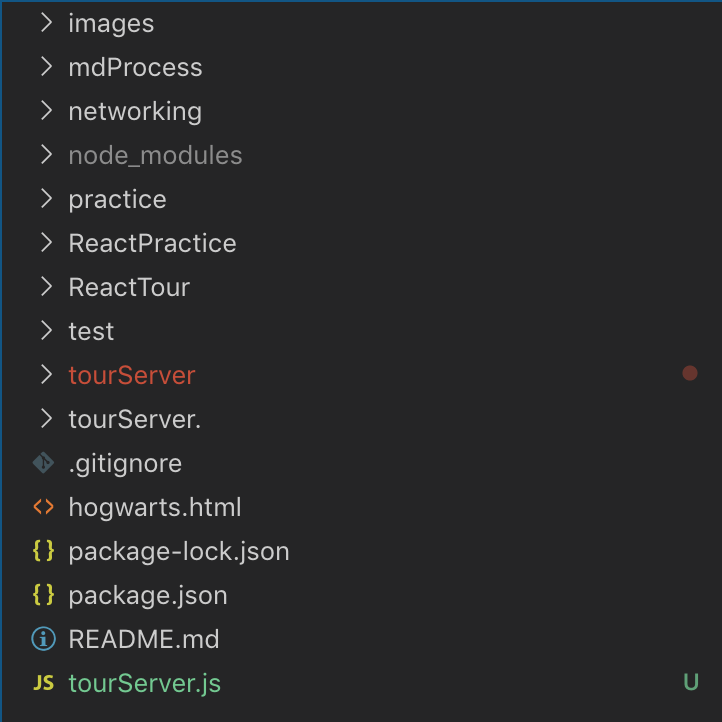 images
mdProcess
networking
node_modules
practice
ReactPractice
ReactTour
test
tourServer
tourServer.
.gitignore
hogwarts.html
{} package-lock.json
{} package.json
README.md
JS tourServer.js U